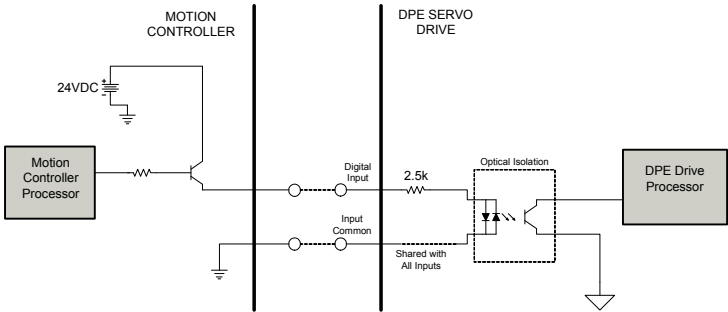 MOTION
CONTROLLER
DPE SERVO
DRIVE
24VDC
+
-
Motion
Controller
Processor
Digital
Input
2.5k
Optical Isolation
DPE Drive
Processor
Input
Common
Shared with
All Inputs